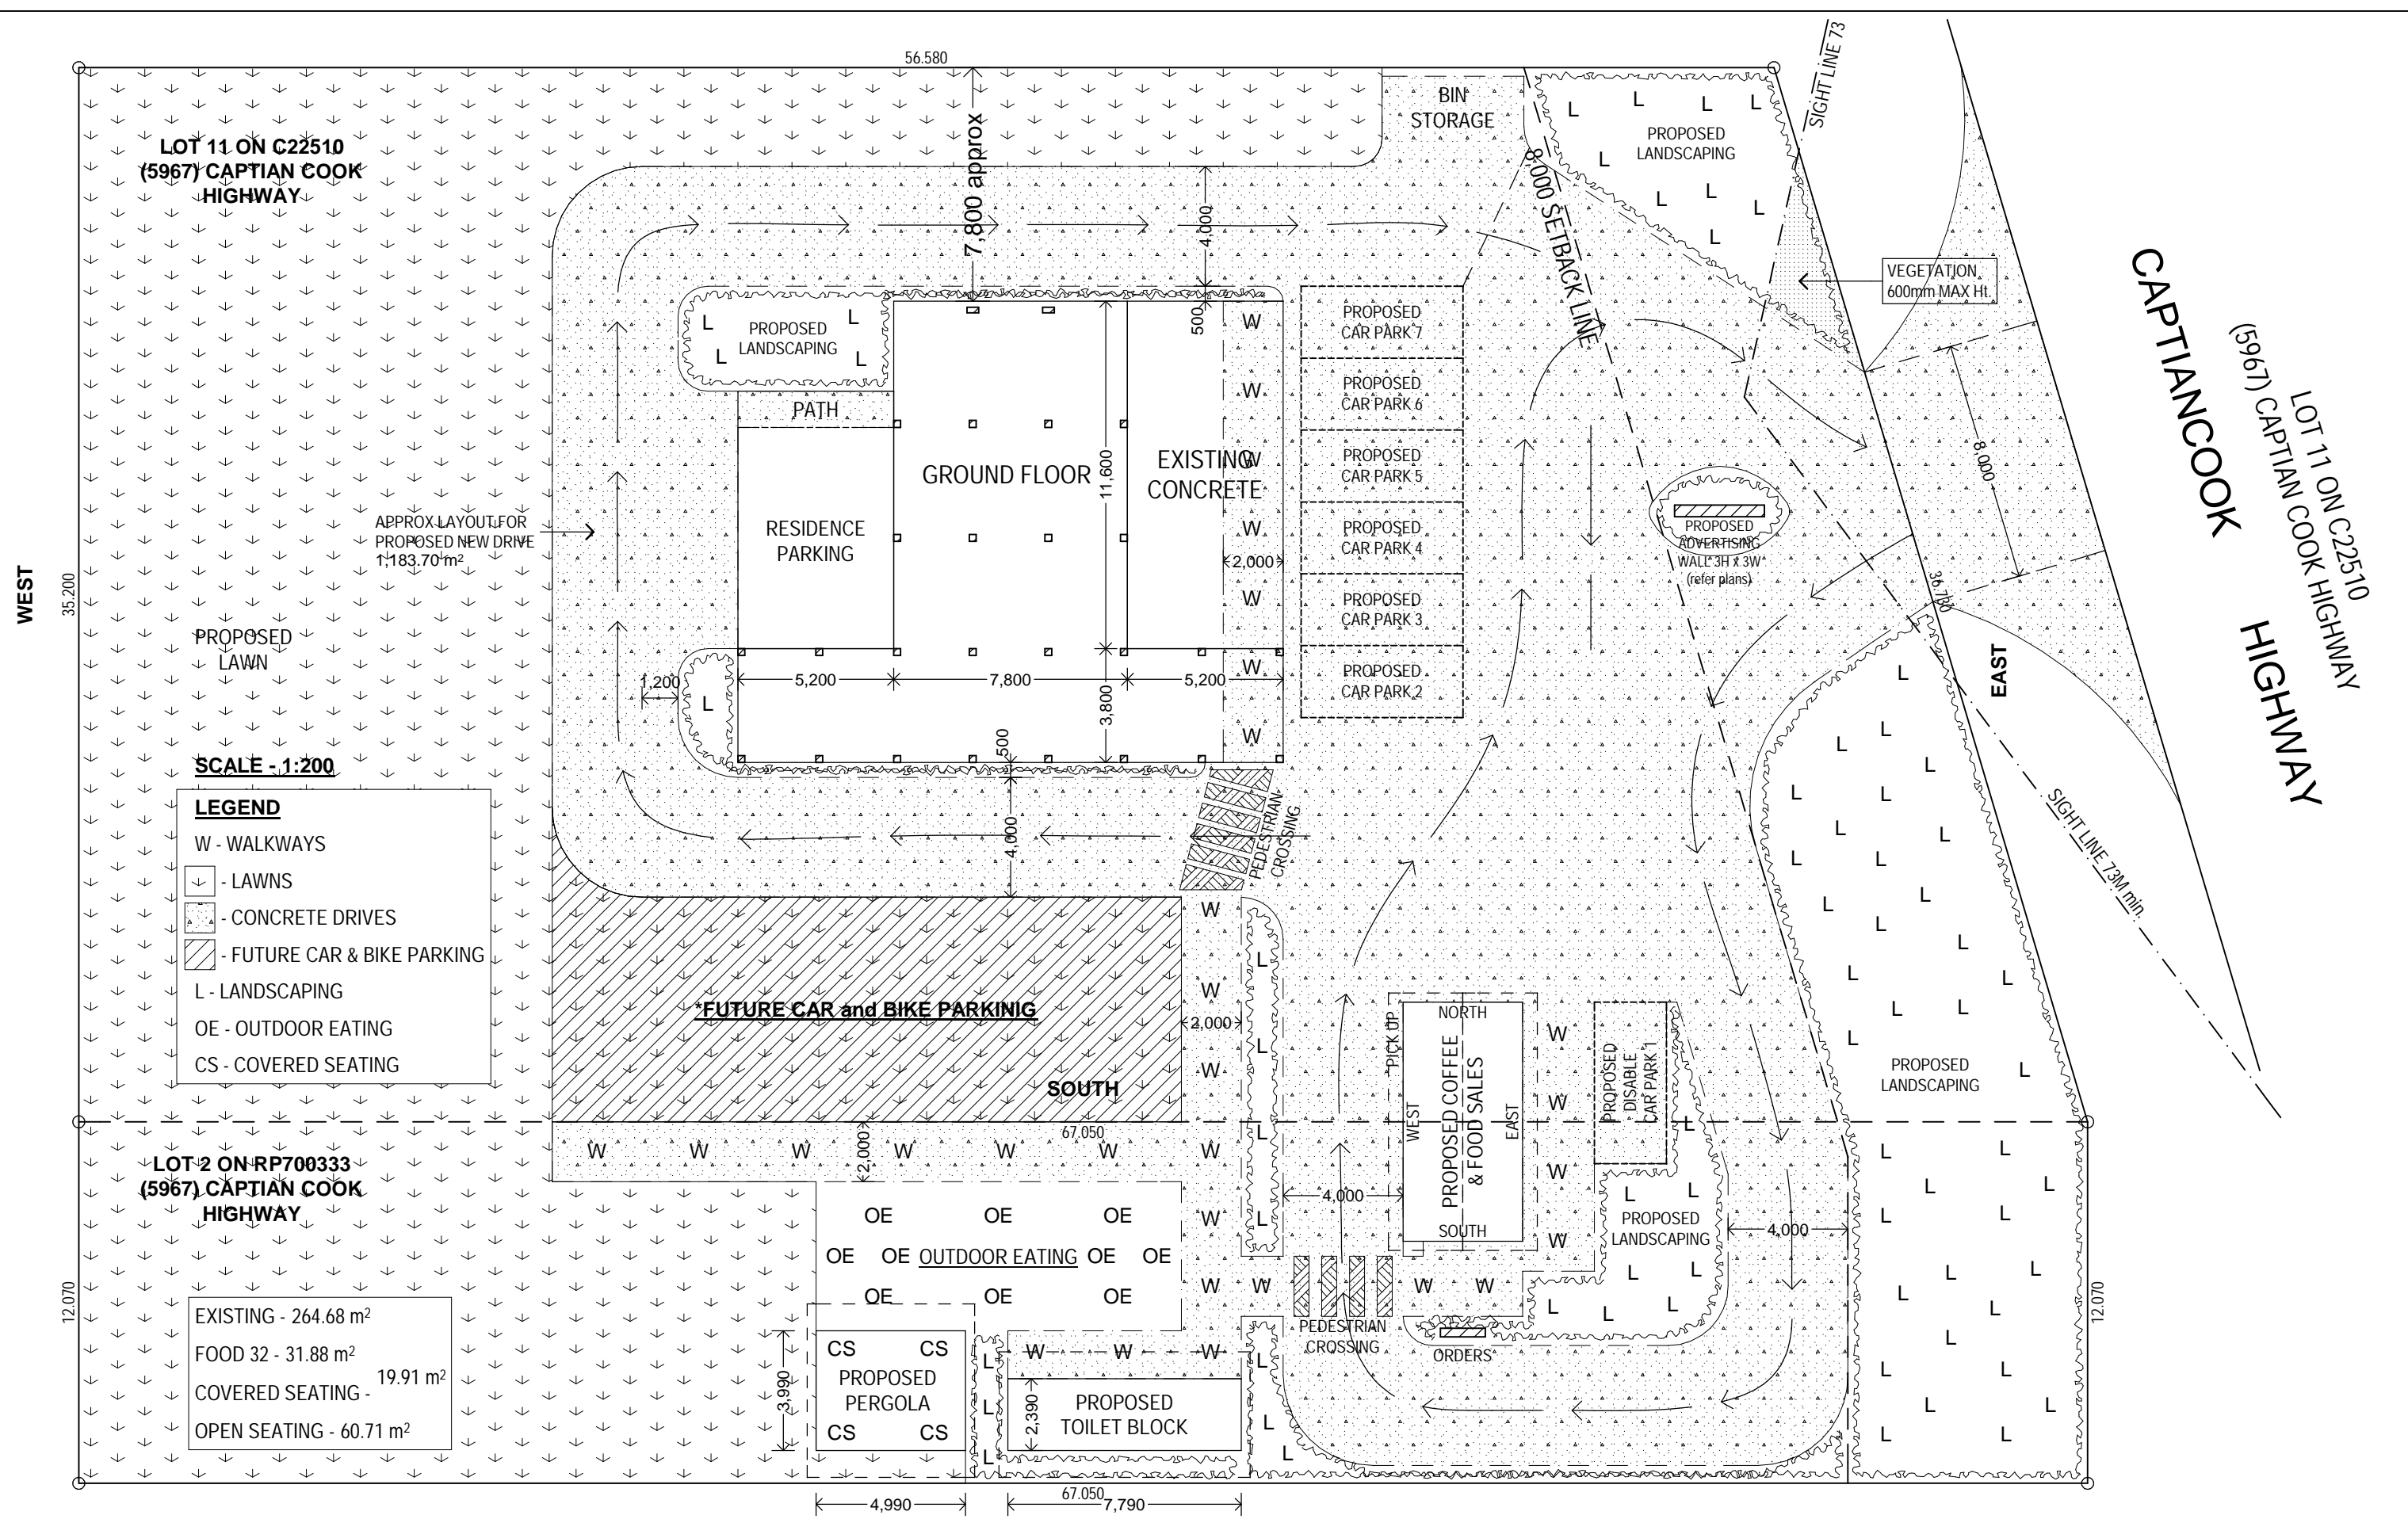 56.580
SIGHT LINE 73
BIN
STORAGE
PROPOSED
LANDSCAPING
L L L L
L
L L L
L
LOT 11 ON C22510
(5967) CAPTIAN COOK
HIGHWAY
7,800 approx
4,000
8,000 SETBACK LINE
VEGETATION
600mm MAX Ht.
CAPTIANCOOK
HIGHWAY
LOT 11 ON C22510
(5967) CAPTIAN COOK HIGHWAY
500
L L
PROPOSED
LANDSCAPING
L L
PATH
W
W
W
W
W
W
W
PROPOSED
CAR PARK 7
PROPOSED
CAR PARK 6
PROPOSED
CAR PARK 5
PROPOSED
CAR PARK 4
PROPOSED
CAR PARK 3
PROPOSED
CAR PARK 2
GROUND FLOOR
11,600
EXISTING
CONCRETE
8,000
RESIDENCE
PARKING
2,000
PROPOSED
ADVERTISING
WALL 3H x 3W
(refer plans)
APPROX LAYOUT FOR
PROPOSED NEW DRIVE
1,183.70 m²
WEST
35.200
36.730
EAST
PROPOSED
LAWN
1,200
5,200
7,800
5,200
L
3,800
500
4,000
PEDESTRIAN
CROSSING
SIGHT LINE 73M min.
SCALE - 1:200
LEGEND
W - WALKWAYS
- LAWNS
- CONCRETE DRIVES
- FUTURE CAR & BIKE PARKING
L - LANDSCAPING
OE - OUTDOOR EATING
CS - COVERED SEATING
*FUTURE CAR and BIKE PARKINIG
SOUTH
W
W
2,000
W
L
L
L
L
PICK UP
NORTH
WEST
PROPOSED COFFEE
& FOOD SALES
EAST
SOUTH
W
W
W
W
PROPOSED
DISABLE
CAR PARK 1
L
L
L L
L
L L
L
L L
L
L
L
L
L L
L L
L
PROPOSED
LANDSCAPING
L
67.050
W W W W W W W
2,000
LOT 2 ON RP700333
(5967) CAPTIAN COOK
HIGHWAY
12.070
OE OE OE
OE OE OUTDOOR EATING OE OE
OE OE OE
W
W W
4,000
W W
L L
PROPOSED
LANDSCAPING
L L
L L L
4,000
L L
L L
L L
L L
L L
L
L L
L L
L L
12.070
PEDESTRIAN
CROSSING
ORDERS
EXISTING - 264.68 m²
FOOD 32 - 31.88 m²
COVERED SEATING - 19.91 m²
OPEN SEATING - 60.71 m²
3,990
CS CS
PROPOSED
PERGOLA
CS CS
L
L
L
W W W
2,390
PROPOSED
TOILET BLOCK
L
L
L
4,990
67.050
7,790